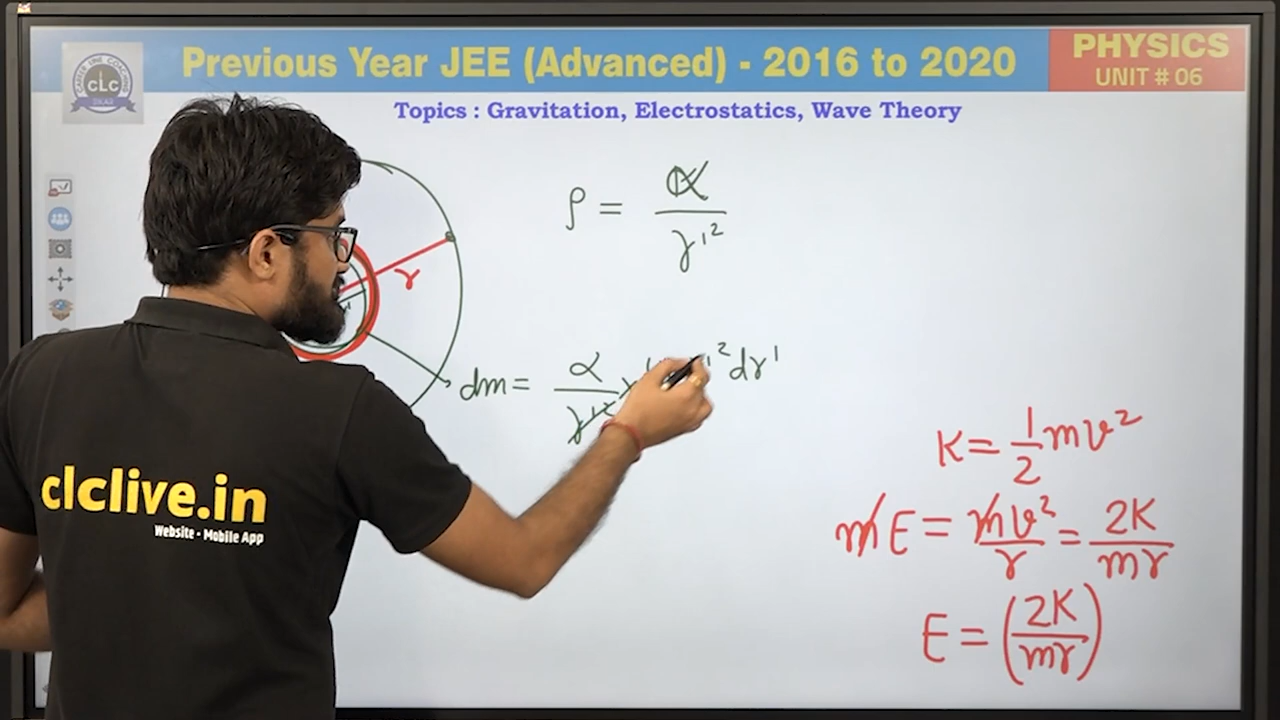 Previous Year JEE (Advanced) - 2016 to 2020
PHYSICS
UNIT # 06
CLC
Topics : Gravitation, Electrostatics, Wave Theory
ρ = α / r'²
r
dm = α / r'² × r'² dr'
K = 1/2 mv²
mE = mv²/r = 2K/mr
E = (2K/mr)
clclive.in
Website - Mobile App